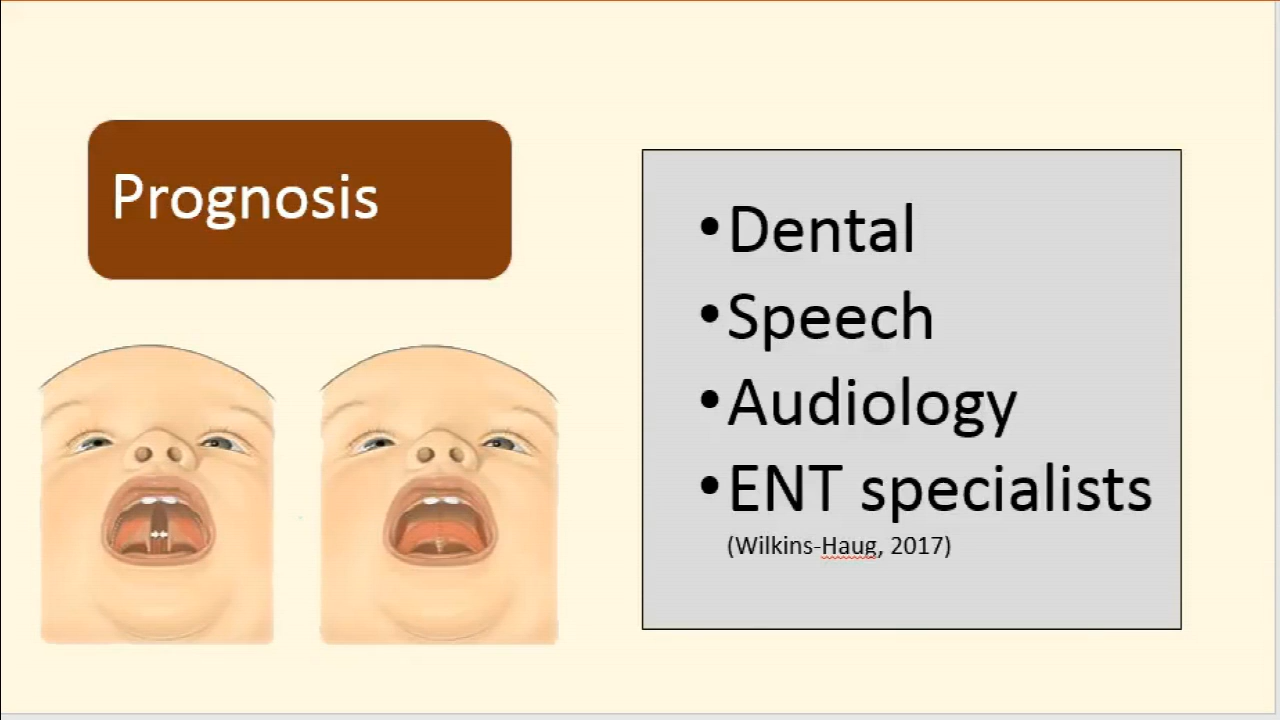 Prognosis
•Dental
•Speech
•Audiology
•ENT specialists
(Wilkins-Haug, 2017)